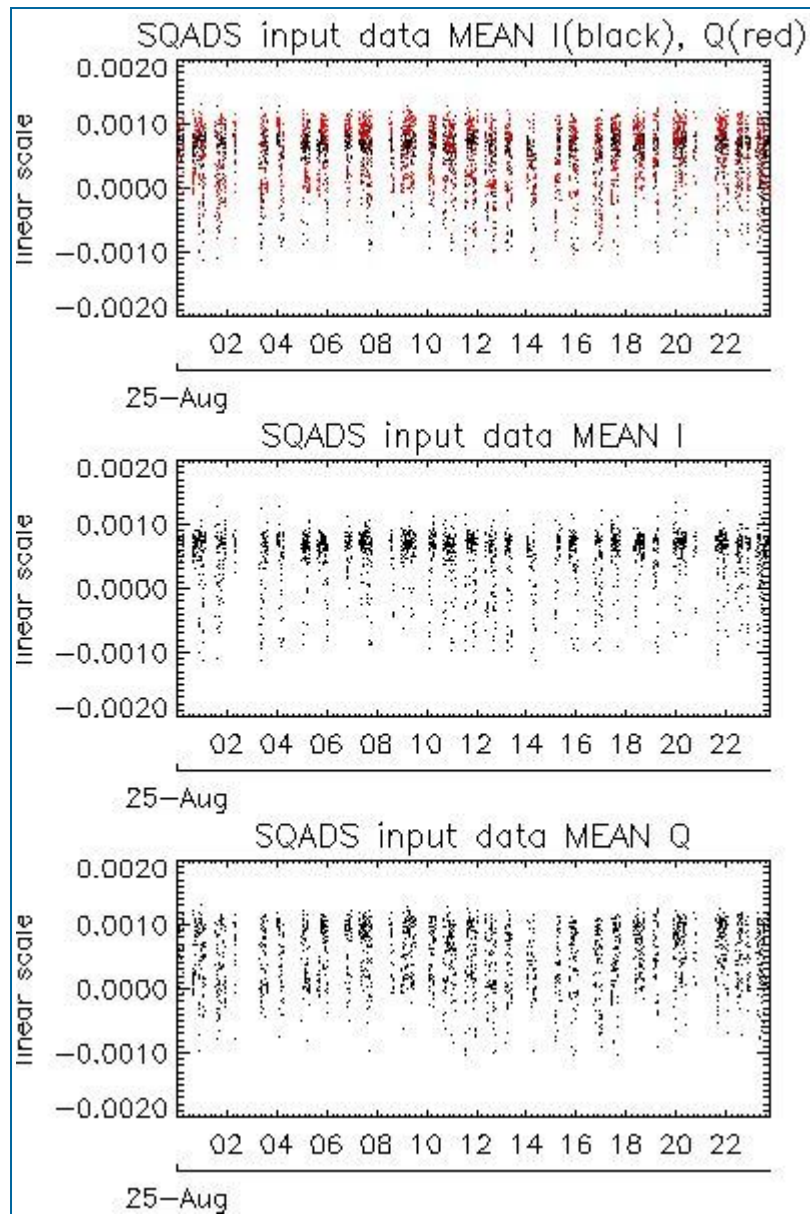 SQADS input data MEAN I(black), Q(red)
0.0020
0.0010
0.0000
−0.0010
−0.0020
linear scale
02 04 06 08 10 12 14 16 18 20 22
25−Aug
SQADS input data MEAN I
0.0020
0.0010
0.0000
−0.0010
−0.0020
linear scale
02 04 06 08 10 12 14 16 18 20 22
25−Aug
SQADS input data MEAN Q
0.0020
0.0010
0.0000
−0.0010
−0.0020
linear scale
02 04 06 08 10 12 14 16 18 20 22
25−Aug